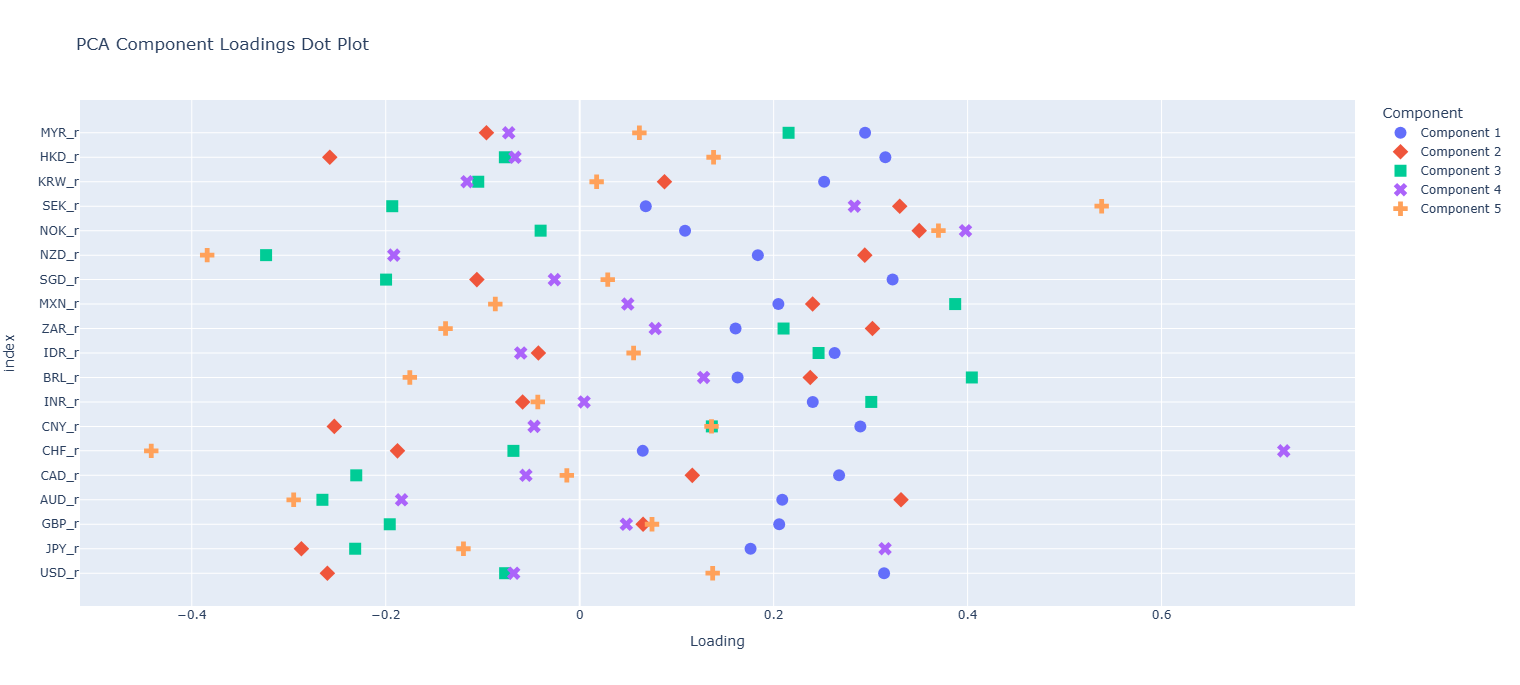 PCA Component Loadings Dot Plot
Component
Component 1
Component 2
Component 3
Component 4
Component 5
index
MYR_r
HKD_r
KRW_r
SEK_r
NOK_r
NZD_r
SGD_r
MXN_r
ZAR_r
IDR_r
BRL_r
INR_r
CNY_r
CHF_r
CAD_r
AUD_r
GBP_r
JPY_r
USD_r
−0.4 −0.2 0 0.2 0.4 0.6
Loading